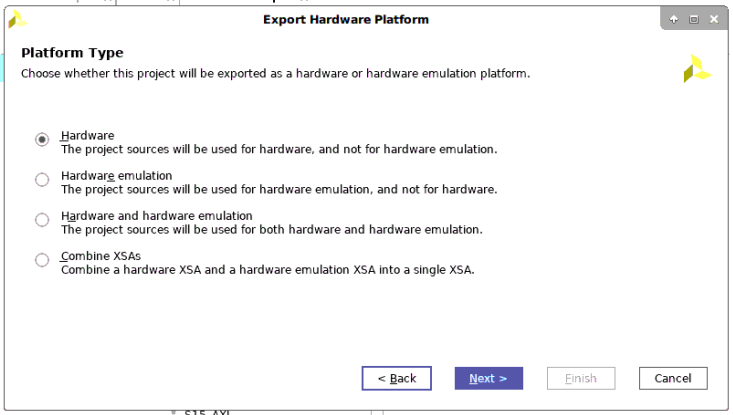 Export Hardware Platform
Platform Type
Choose whether this project will be exported as a hardware or hardware emulation platform.
Hardware
The project sources will be used for hardware, and not for hardware emulation.
Hardware emulation
The project sources will be used for hardware emulation, and not for hardware.
Hardware and hardware emulation
The project sources will be used for both hardware and hardware emulation.
Combine XSAs
Combine a hardware XSA and a hardware emulation XSA into a single XSA.
< Back Next > Finish Cancel